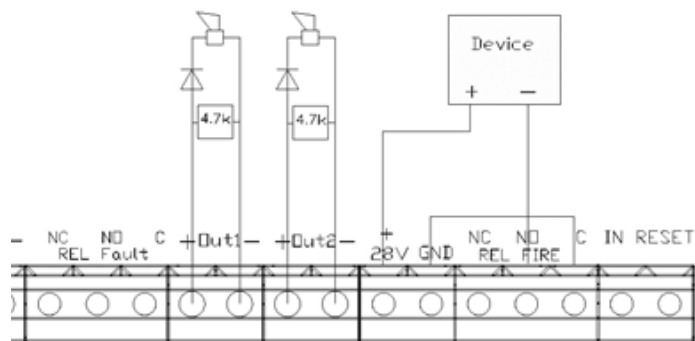 Device
+ −
4.7k 4.7k
− NC NO C +Out1− +Out2− + NC NO C IN RESET
REL Fault 28V GND REL FIRE